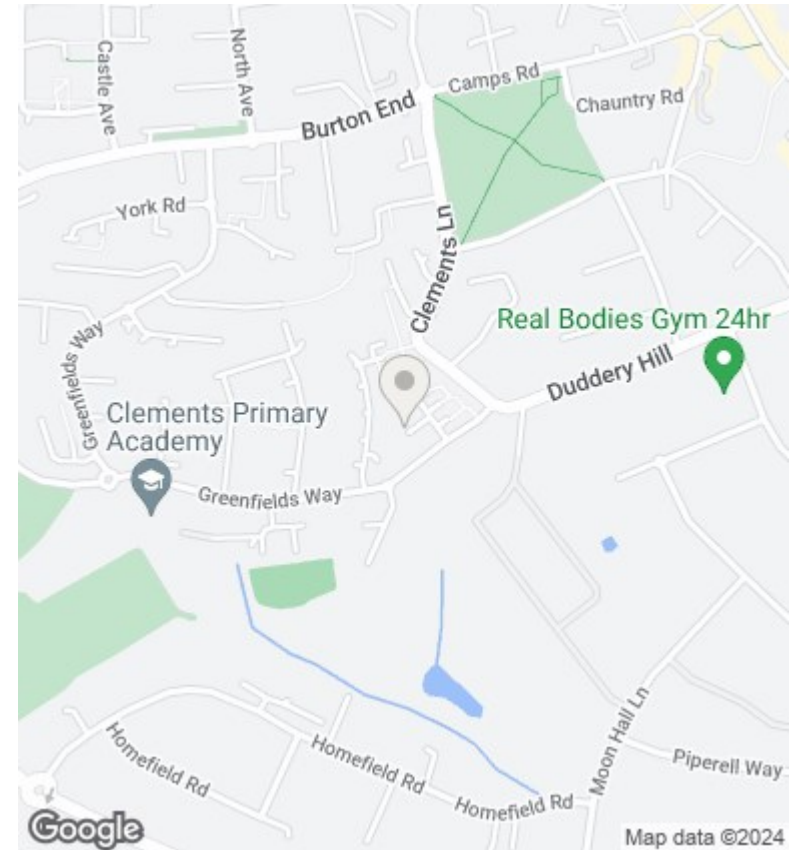 Castle Ave
North Ave
Camps Rd
Burton End
Chauntry Rd
York Rd
Clements Ln
Real Bodies Gym 24hr
Greenfields Way
Duddery Hill
Clements Primary
Academy
Greenfields Way
Moon Hall Ln
Homefield Rd
Homefield Rd
Piperell Way
Homefield Rd
Google
Map data ©2024